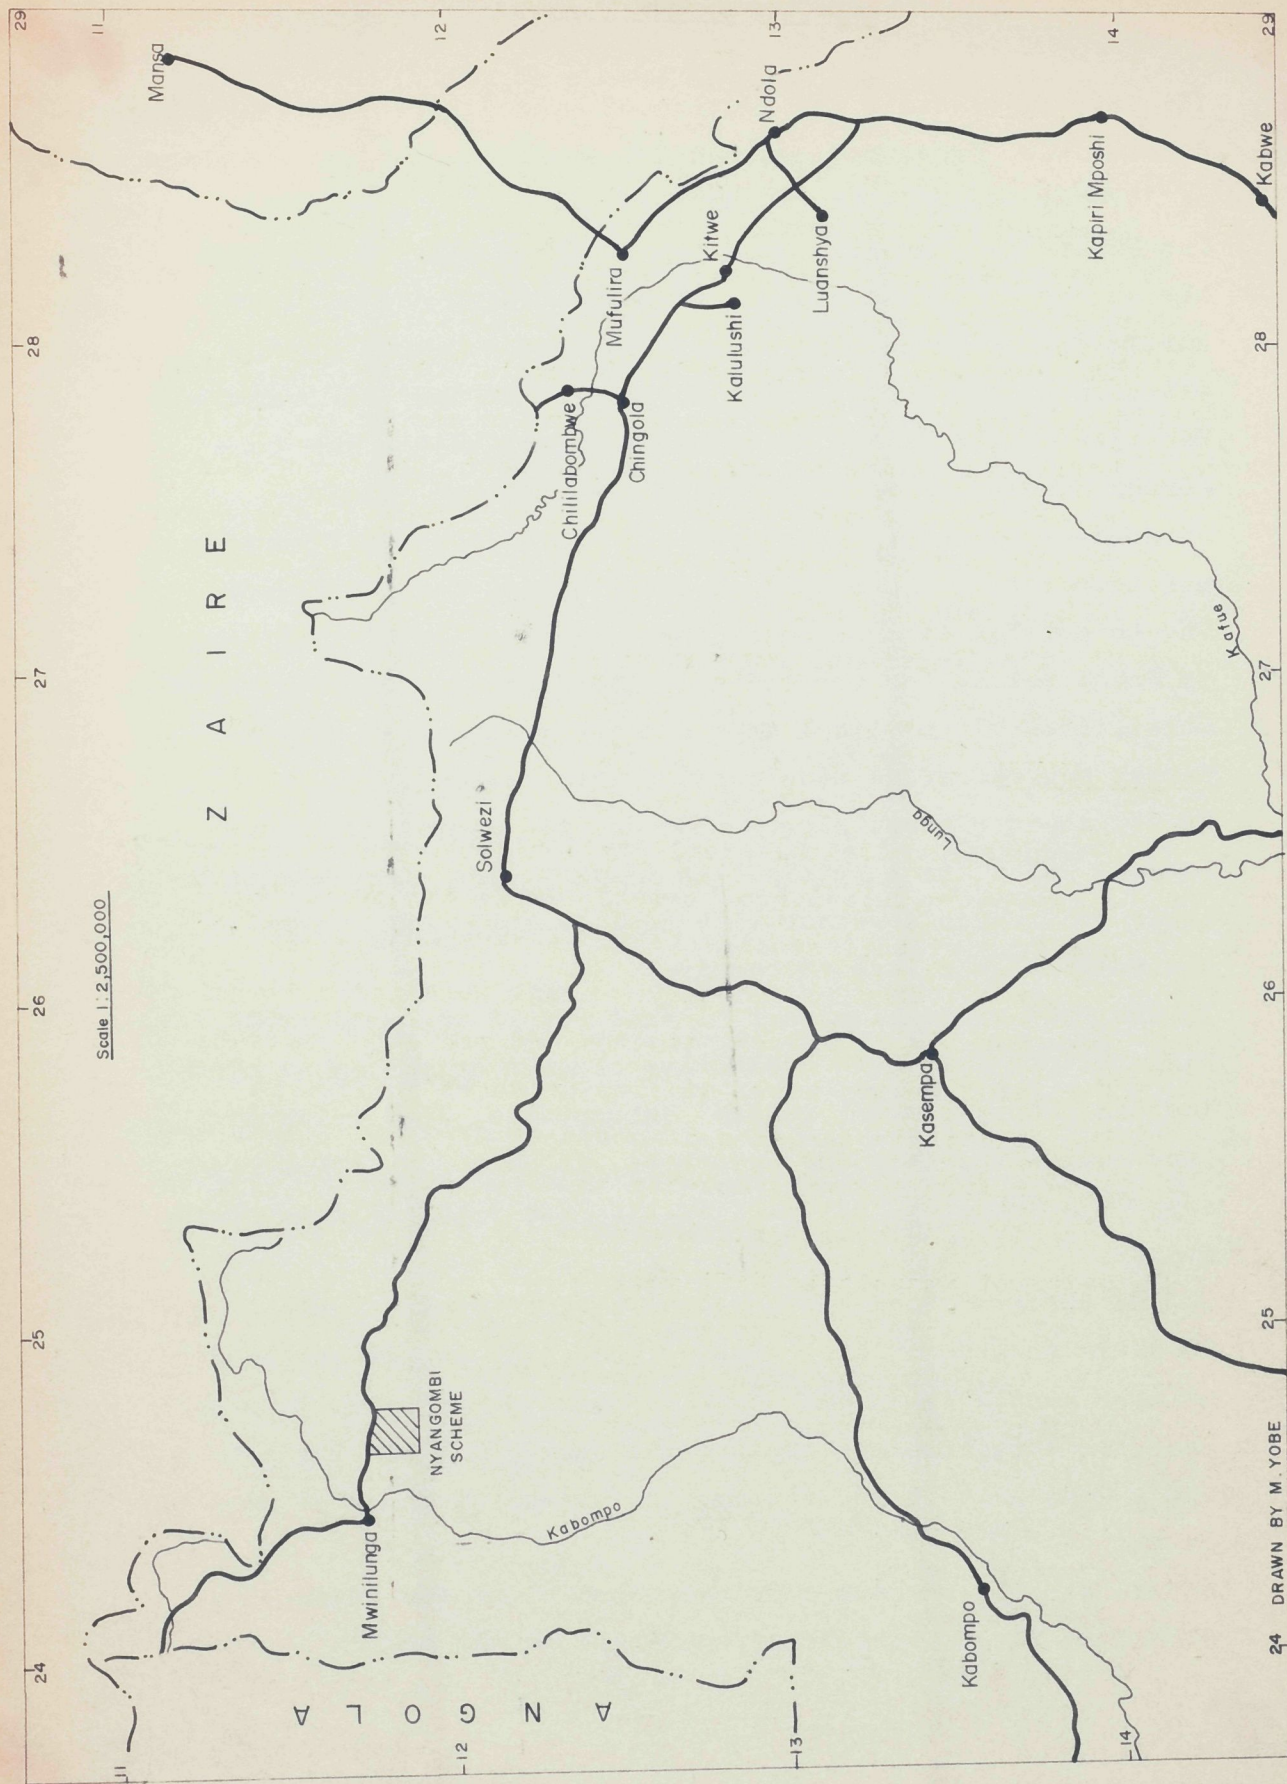 Scale 1:2,500,000
24
25
26
27
28
29
11
12
13
14
11
12
13
14
24
25
26
27
28
29
ZAIRE
ANGOLA
Mansa
Mufulira
Ndola
Kitwe
Luanshya
Kalulushi
Chililabombwe
Chingola
Kapiri Mposhi
Kabwe
Solwezi
Mwinilunga
NYANGOMBI
SCHEME
Kabompo
Kabompo
Kasempa
Lunga
Kafue
DRAWN BY M. YOBE